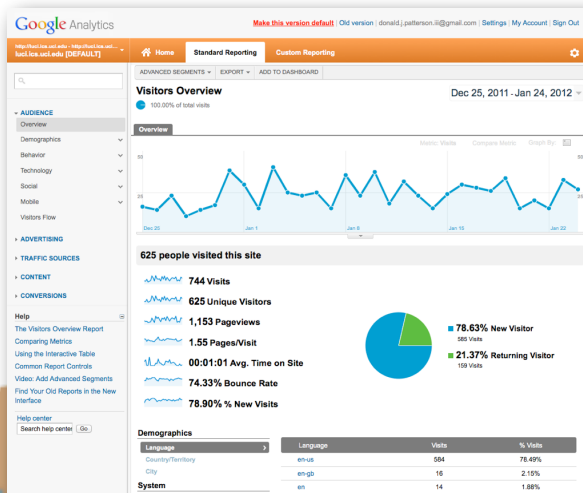 Google Analytics
Make this version default | Old version | donald.j.patterson.iii@gmail.com | Settings | My Account | Sign Out
http://luci.ics.uci.edu - http://luci.ics.uci...
luci.ics.uci.edu [DEFAULT]
Home
Standard Reporting
Custom Reporting
ADVANCED SEGMENTS
EXPORT
ADD TO DASHBOARD
Visitors Overview
Dec 25, 2011 - Jan 24, 2012
100.00% of total visits
AUDIENCE
Overview
Demographics
Behavior
Technology
Social
Mobile
Visitors Flow
ADVERTISING
TRAFFIC SOURCES
CONTENT
CONVERSIONS
Help
The Visitors Overview Report
Comparing Metrics
Using the Interactive Table
Common Report Controls
Video: Add Advanced Segments
Find Your Old Reports in the New
Interface
Help center
Search help center
Go
Overview
Metric: Visits
Compare Metric
Graph By:
Dec 25
Jan 1
Jan 8
Jan 15
Jan 22
625 people visited this site
744 Visits
625 Unique Visitors
1,153 Pageviews
1.55 Pages/Visit
00:01:01 Avg. Time on Site
74.33% Bounce Rate
78.90% % New Visits
78.63% New Visitor
585 Visits
21.37% Returning Visitor
159 Visits
Demographics
Language
Country/Territory
City
System
Language Visits % Visits
en-us 584 78.49%
en-gb 16 2.15%
en 14 1.88%